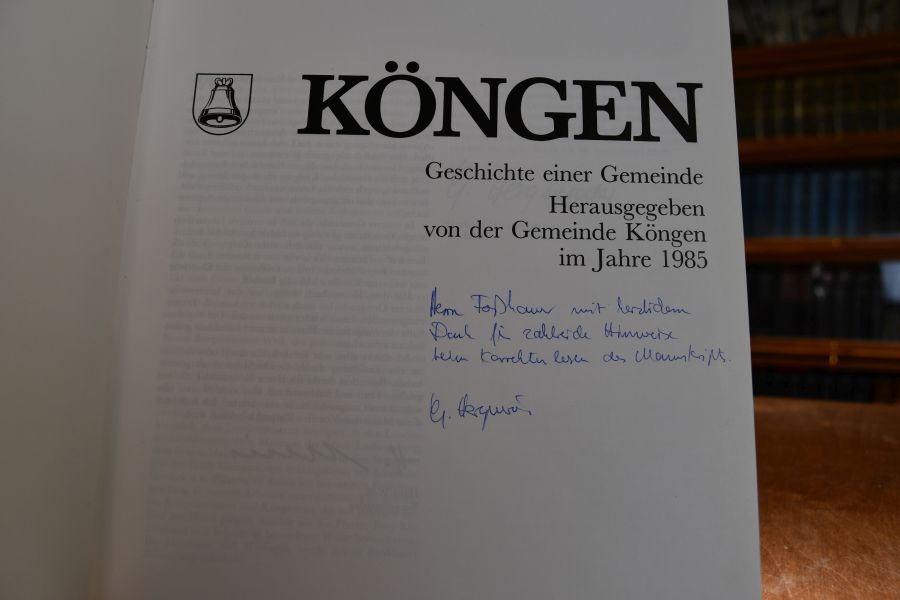 KÖNGEN
Geschichte einer Gemeinde
Herausgegeben
von der Gemeinde Köngen
im Jahre 1985
Herrn mit herzlichem
Dank für zahlreiche Hinweise
beim Korrekturlesen des Manuskripts.
G.